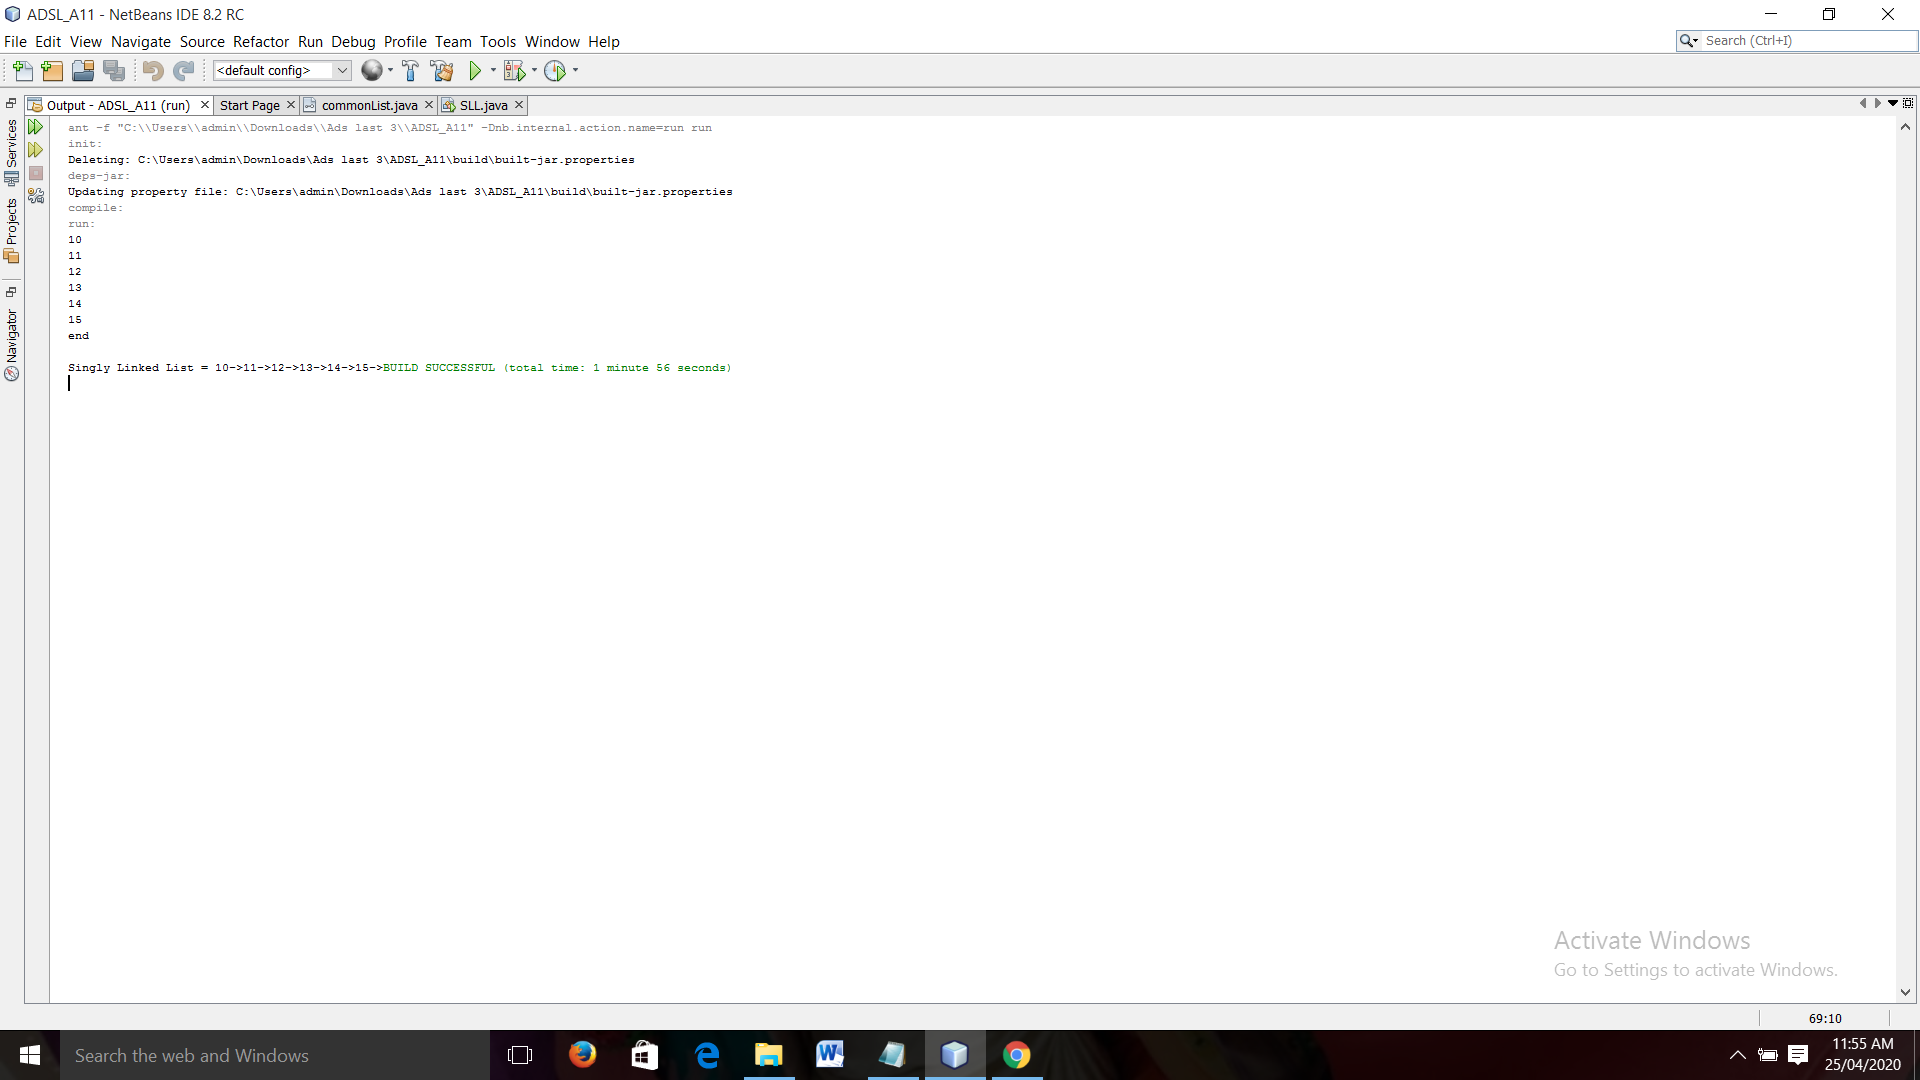 ADSL_A11 - NetBeans IDE 8.2 RC
File Edit View Navigate Source Refactor Run Debug Profile Team Tools Window Help
Search (Ctrl+I)
<default config>
Output - ADSL_A11 (run) Start Page commonList.java SLL.java
Services
Projects
Navigator
ant -f "C:\\Users\\admin\\Downloads\\Ads last 3\\ADSL_A11" -Dnb.internal.action.name=run run
init:
Deleting: C:\Users\admin\Downloads\Ads last 3\ADSL_A11\build\built-jar.properties
deps-jar:
Updating property file: C:\Users\admin\Downloads\Ads last 3\ADSL_A11\build\built-jar.properties
compile:
run:
10
11
12
13
14
15
end
Singly Linked List = 10->11->12->13->14->15->BUILD SUCCESSFUL (total time: 1 minute 56 seconds)
Activate Windows
Go to Settings to activate Windows.
69:10
Search the web and Windows
11:55 AM
25/04/2020